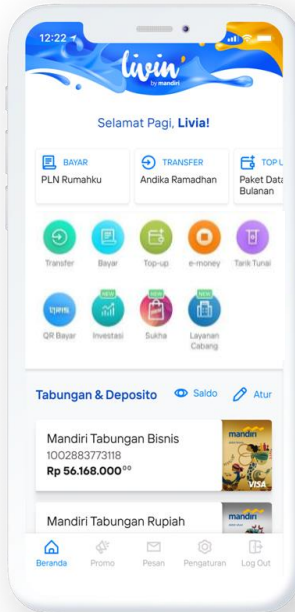 12:22
livin'
by mandiri
Selamat Pagi, Livia!
BAYAR
PLN Rumahku
TRANSFER
Andika Ramadhan
TOP U
Paket Data
Bulanan
Transfer
Bayar
Top-up
e-money
Tarik Tunai
QRIS
QR Bayar
NEW
Investasi
NEW
Sukha
NEW
Layanan
Cabang
Tabungan & Deposito
Saldo
Atur
Mandiri Tabungan Bisnis
1002883773118
Rp 56.168.000⁰⁰
mandiri
VISA
Mandiri Tabungan Rupiah
mandiri
Beranda
Promo
Pesan
Pengaturan
Log Out